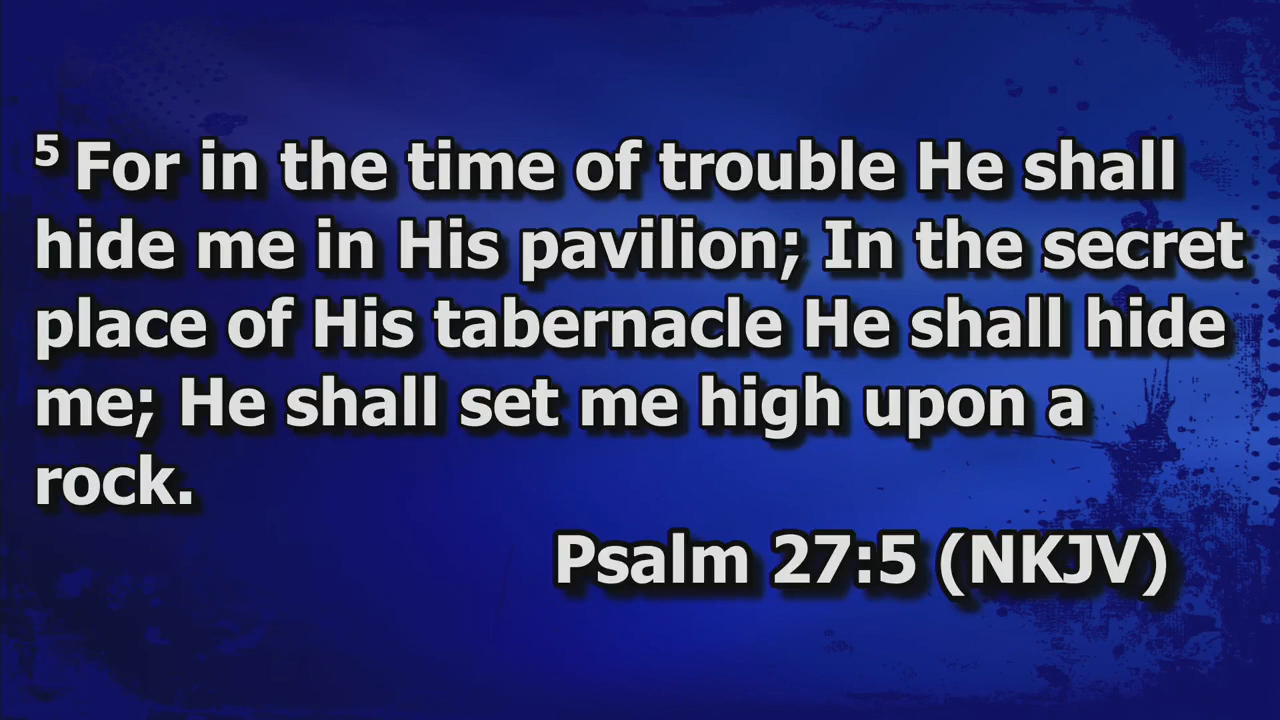 5 For in the time of trouble He shall
hide me in His pavilion; In the secret
place of His tabernacle He shall hide
me; He shall set me high upon a
rock.
Psalm 27:5 (NKJV)